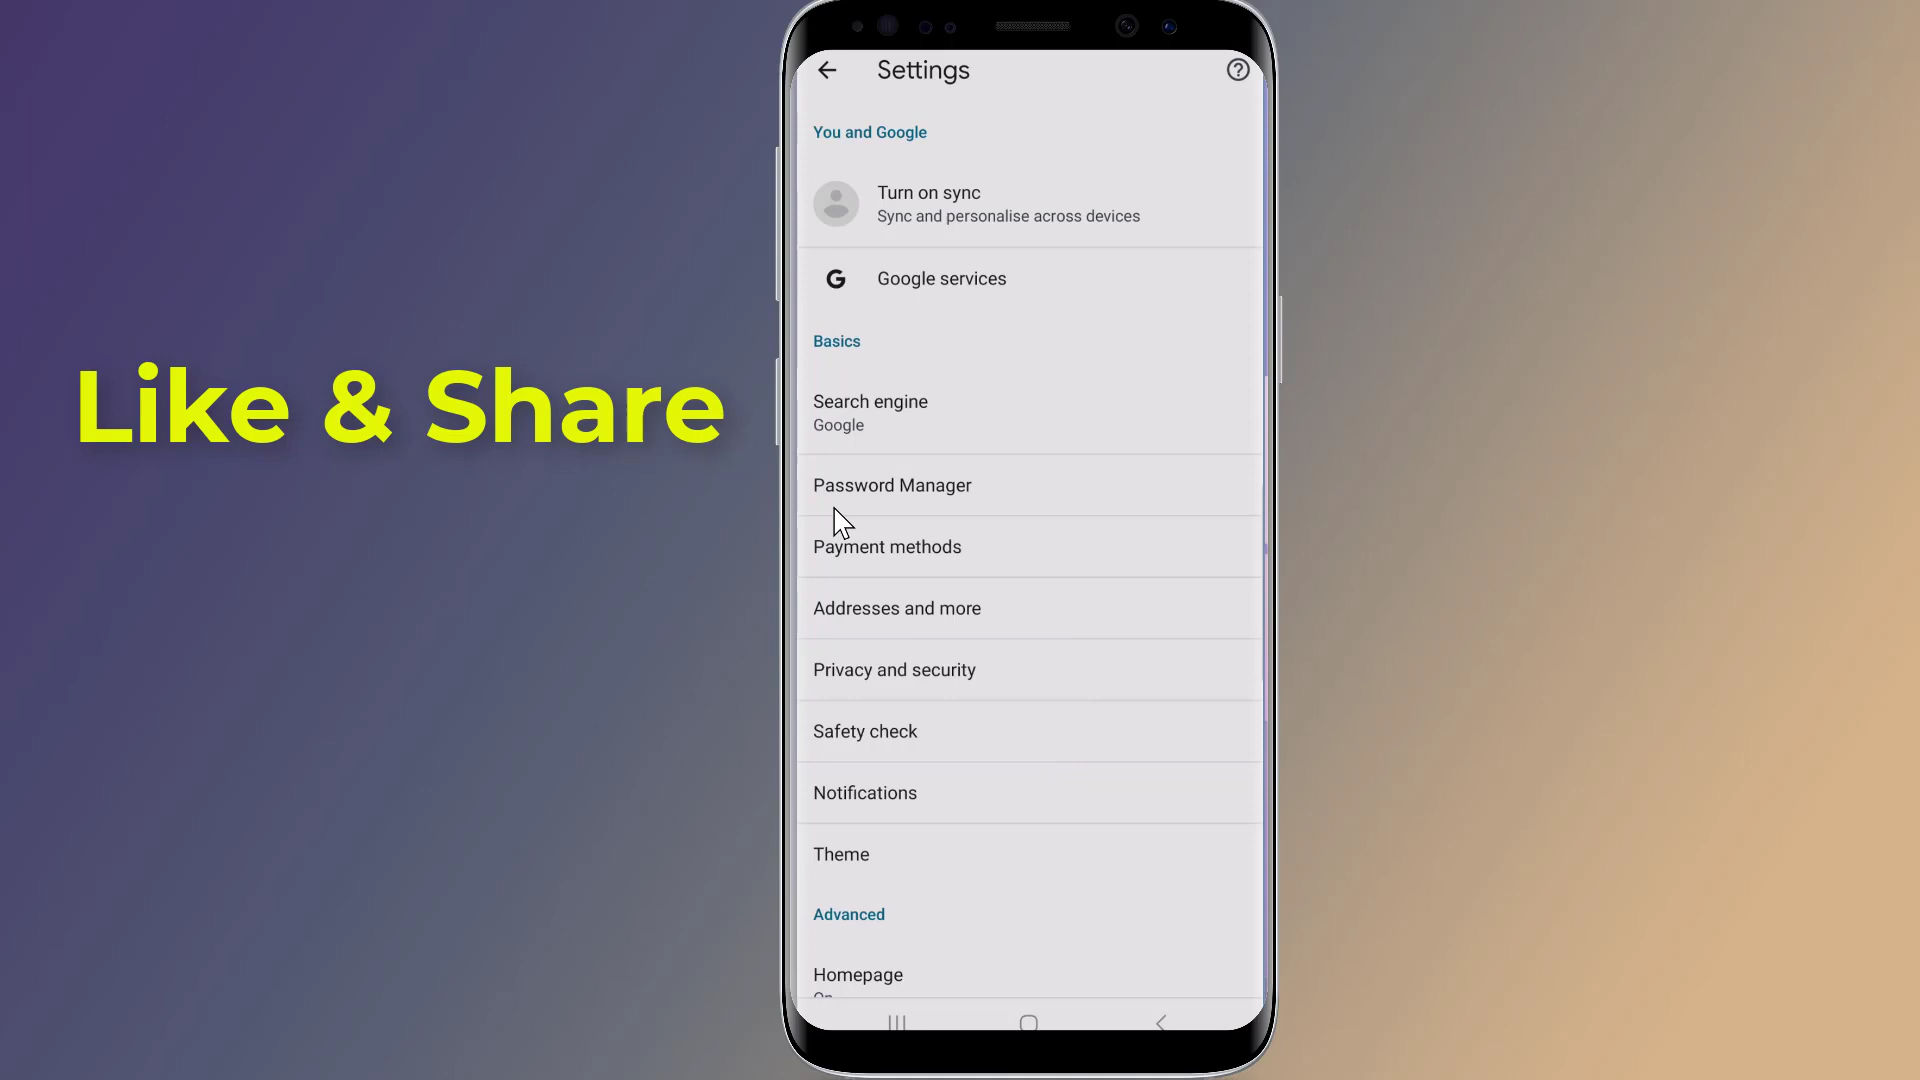 Settings
You and Google
Turn on sync
Sync and personalise across devices
G
Google services
Basics
Like & Share
Search engine
Google
Password Manager
Payment methods
Addresses and more
Privacy and security
Safety check
Notifications
Theme
Advanced
Homepage
On